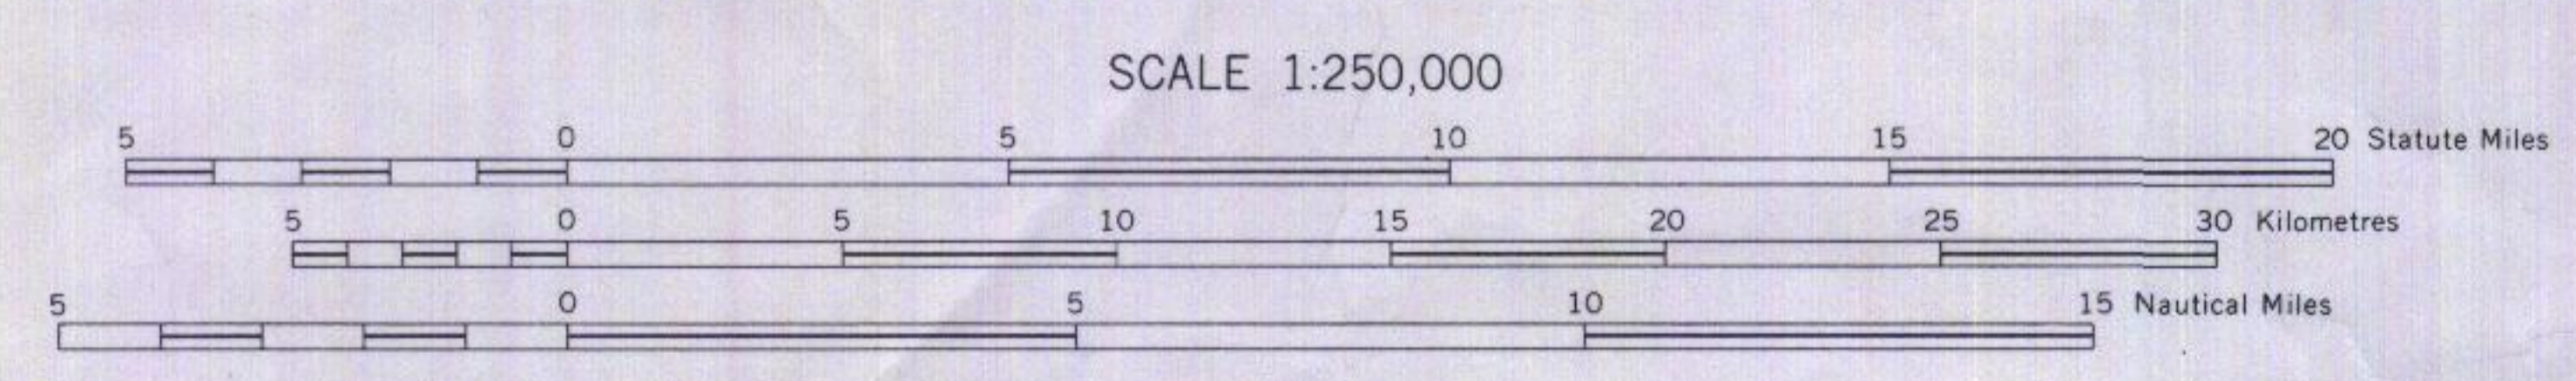 SCALE 1:250,000
5 0 5 10 15 20 Statute Miles
5 0 5 10 15 20 25 30 Kilometres
5 0 5 10 15 Nautical Miles